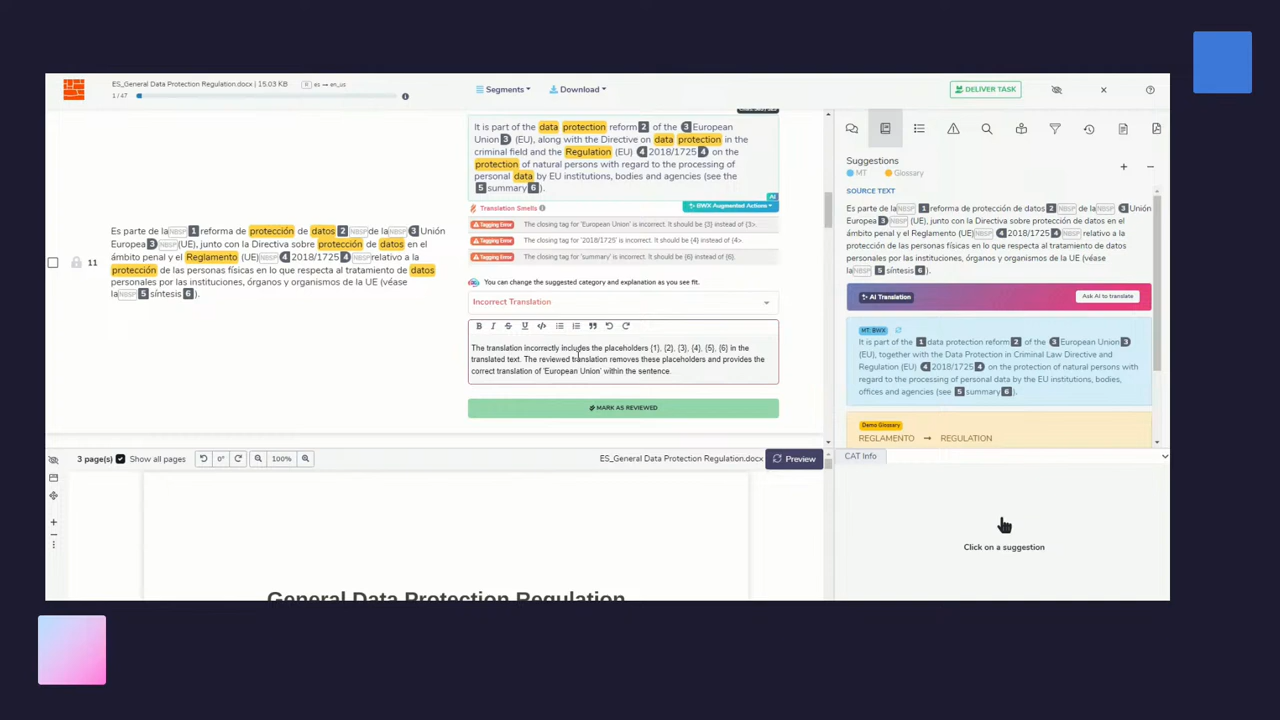 ES_General Data Protection Regulation.docx | 15.03 KB
R es → en_us
1 / 47
Segments
Download
DELIVER TASK
11
Es parte de la NBSP 1 reforma de protección de datos 2 NBSP de la NBSP 3 Unión
Europea 3 NBSP (UE), junto con la Directiva sobre protección de datos en el
ámbito penal y el Reglamento (UE) NBSP 4 2018/1725 4 NBSP relativo a la
protección de las personas físicas en lo que respecta al tratamiento de datos
personales por las instituciones, órganos y organismos de la UE (véase
la NBSP 5 síntesis 6 ).
It is part of the data protection reform 2 of the 3 European
Union 3 (EU), along with the Directive on data protection in the
criminal field and the Regulation (EU) 4 2018/1725 4 on the
protection of natural persons with regard to the processing of
personal data by EU institutions, bodies and agencies (see the
5 summary 6 ).
AI
Translation Smells
BWX Augmented Actions
Tagging Error The closing tag for 'European Union' is incorrect. It should be {3} instead of {3>.
Tagging Error The closing tag for '2018/1725' is incorrect. It should be {4} instead of {4>.
Tagging Error The closing tag for 'summary' is incorrect. It should be {6} instead of {6}.
You can change the suggested category and explanation as you see fit.
Incorrect Translation
B I S U
The translation incorrectly includes the placeholders {1}, {2}, {3}, {4}, {5}, {6} in the
translated text. The reviewed translation removes these placeholders and provides the
correct translation of 'European Union' within the sentence.
MARK AS REVIEWED
Suggestions
MT Glossary
SOURCE TEXT
Es parte de la NBSP 1 reforma de protección de datos 2 NBSP de la NBSP 3 Unión
Europea 3 NBSP (UE), junto con la Directiva sobre protección de datos en el
ámbito penal y el Reglamento (UE) NBSP 4 2018/1725 4 NBSP relativo a la
protección de las personas físicas en lo que respecta al tratamiento de datos
personales por las instituciones, órganos y organismos de la UE (véase
la NBSP 5 síntesis 6 ).
AI Translation
Ask AI to translate
MT: BWX
It is part of the 1 data protection reform 2 of the 3 European Union 3
(EU), together with the Data Protection in Criminal Law Directive and
Regulation (EU) 4 2018/1725 4 on the protection of natural persons with
regard to the processing of personal data by the EU institutions, bodies,
offices and agencies (see 5 summary 6 ).
Demo Glossary
REGLAMENTO → REGULATION
CAT Info
Click on a suggestion
3 page(s) Show all pages
0°
100%
ES_General Data Protection Regulation.docx
Preview
General Data Protection Regulation